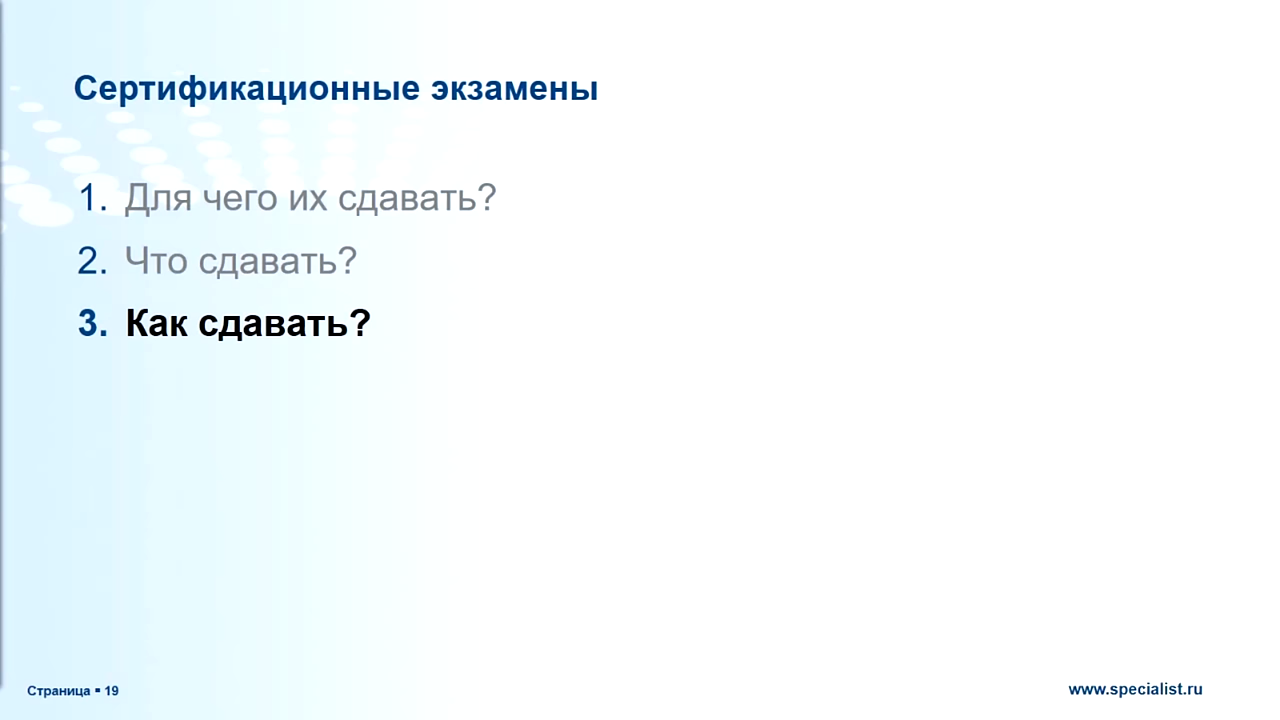 Сертификационные экзамены
1. Для чего их сдавать?
2. Что сдавать?
3. Как сдавать?
Страница ▪ 19
www.specialist.ru